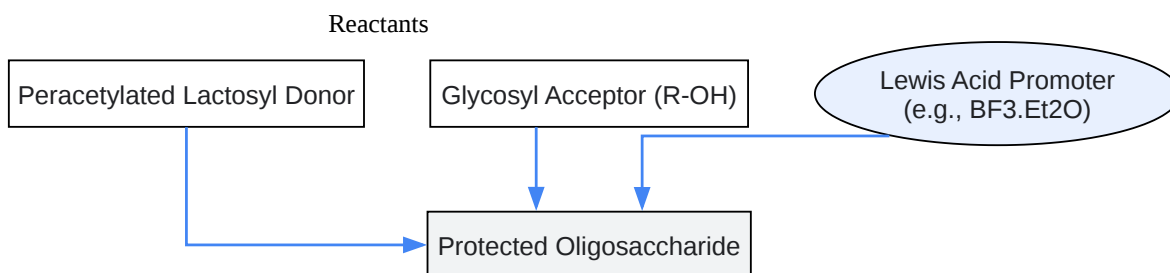 Reactants
Peracetylated Lactosyl Donor
Glycosyl Acceptor (R-OH)
Lewis Acid Promoter
(e.g., BF3.Et2O)
Protected Oligosaccharide